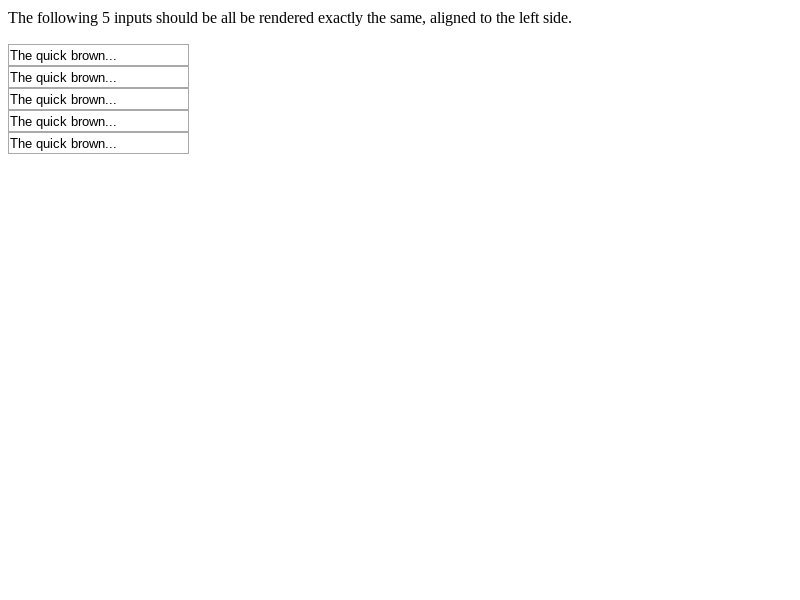 The following 5 inputs should be all be rendered exactly the same, aligned to the left side.
The quick brown...
The quick brown...
The quick brown...
The quick brown...
The quick brown...